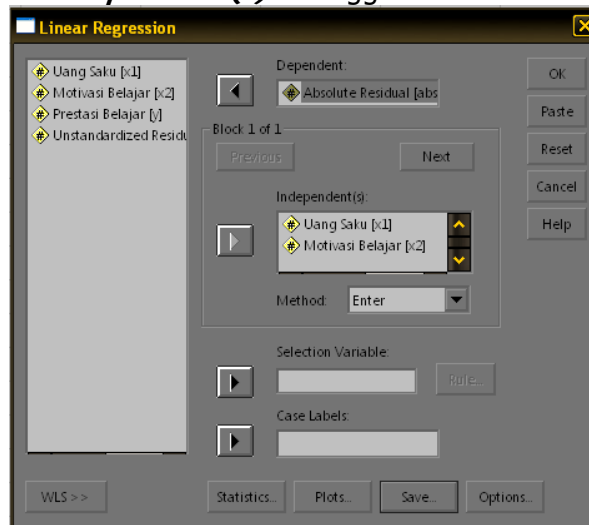 Linear Regression
Uang Saku [x1]
Motivasi Belajar [x2]
Prestasi Belajar [y]
Unstandardized Residu
Dependent:
Absolute Residual [abs
Block 1 of 1
Previous
Next
Independent(s):
Uang Saku [x1]
Motivasi Belajar [x2]
Method:
Enter
Selection Variable:
Rule...
Case Labels:
OK
Paste
Reset
Cancel
Help
WLS >>
Statistics...
Plots...
Save...
Options...